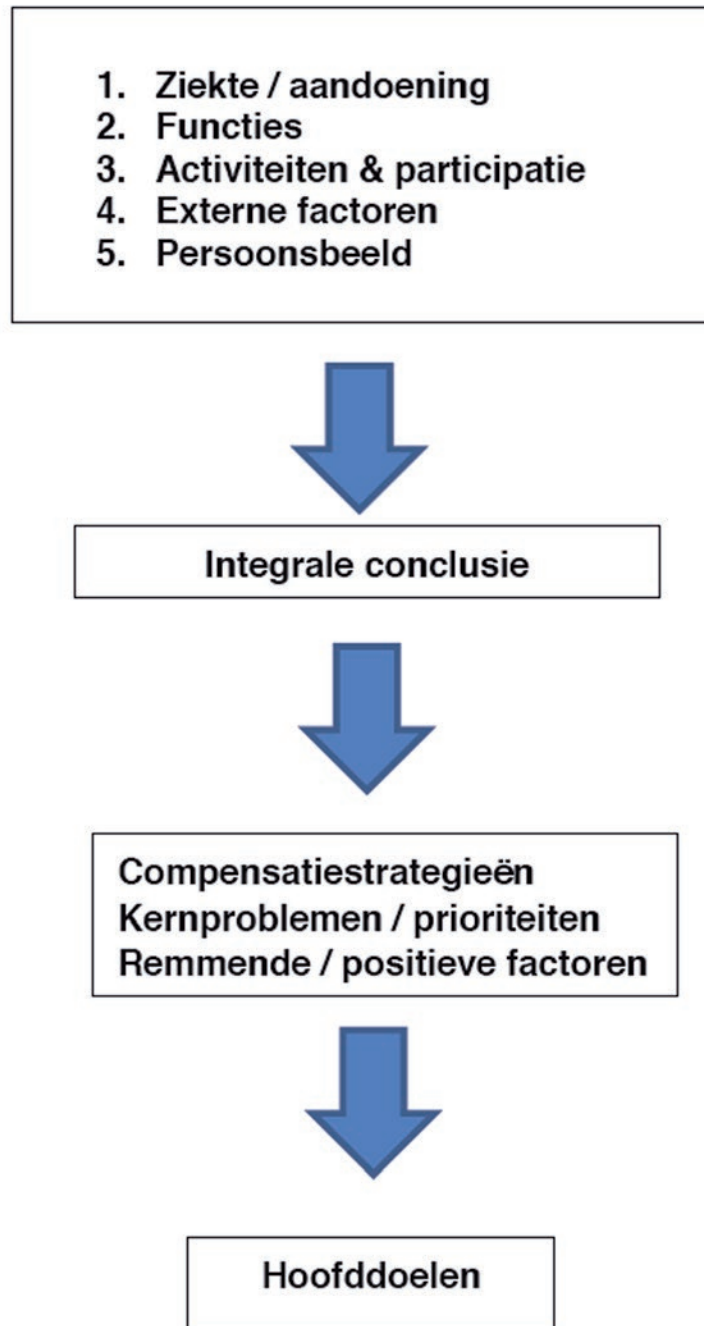 1. Ziekte / aandoening
2. Functies
3. Activiteiten & participatie
4. Externe factoren
5. Persoonsbeeld
Integrale conclusie
Compensatiestrategieën
Kernproblemen / prioriteiten
Remmende / positieve factoren
Hoofddoelen